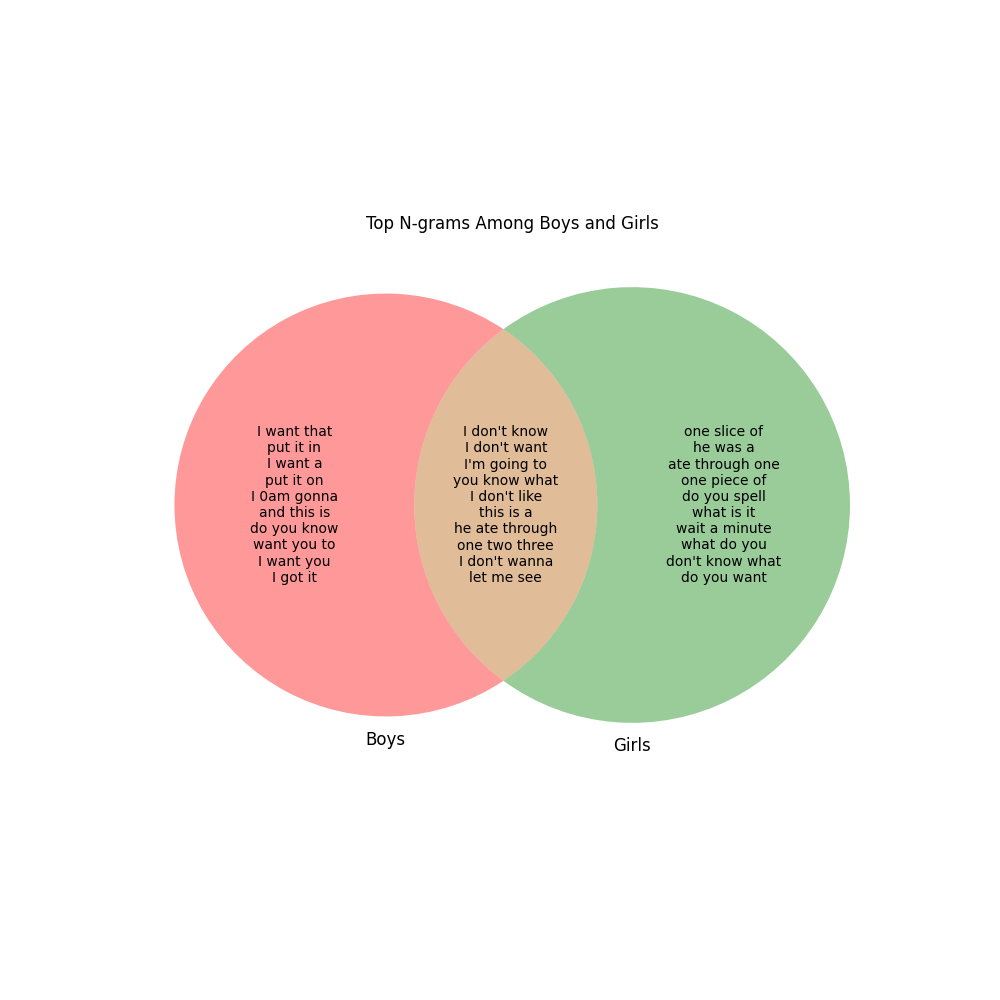 Top N-grams Among Boys and Girls
I want that
put it in
I want a
put it on
I 0am gonna
and this is
do you know
want you to
I want you
I got it
I don't know
I don't want
I'm going to
you know what
I don't like
this is a
he ate through
one two three
I don't wanna
let me see
one slice of
he was a
ate through one
one piece of
do you spell
what is it
wait a minute
what do you
don't know what
do you want
Boys
Girls